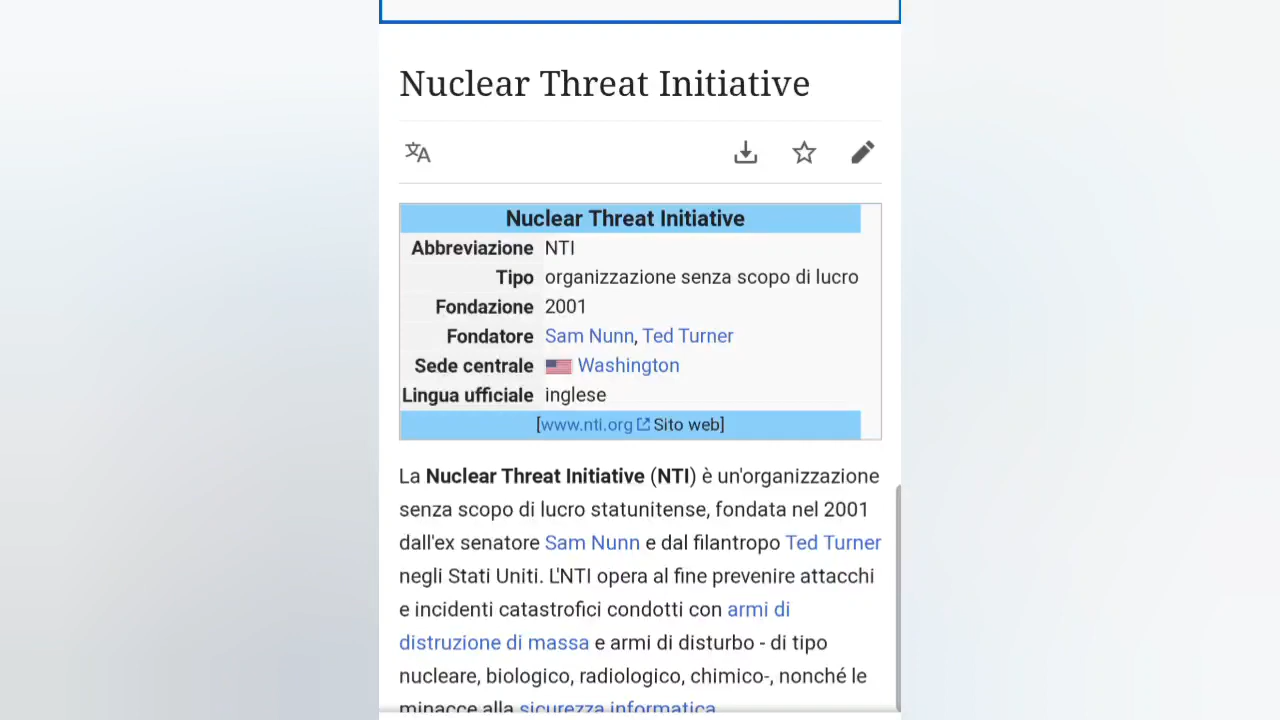 Nuclear Threat Initiative
Nuclear Threat Initiative
Abbreviazione NTI
Tipo organizzazione senza scopo di lucro
Fondazione 2001
Fondatore Sam Nunn, Ted Turner
Sede centrale Washington
Lingua ufficiale inglese
[www.nti.org Sito web]
La Nuclear Threat Initiative (NTI) è un'organizzazione
senza scopo di lucro statunitense, fondata nel 2001
dall'ex senatore Sam Nunn e dal filantropo Ted Turner
negli Stati Uniti. L'NTI opera al fine prevenire attacchi
e incidenti catastrofici condotti con armi di
distruzione di massa e armi di disturbo - di tipo
nucleare, biologico, radiologico, chimico-, nonché le
minacce alla sicurezza informatica